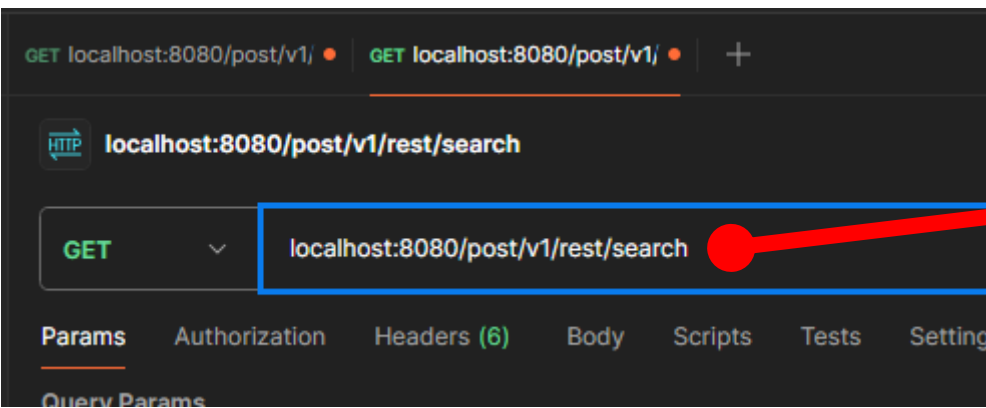 GET localhost:8080/post/v1/ GET localhost:8080/post/v1/ +
HTTP localhost:8080/post/v1/rest/search
GET localhost:8080/post/v1/rest/search
Params Authorization Headers (6) Body Scripts Tests Setting
Query Params